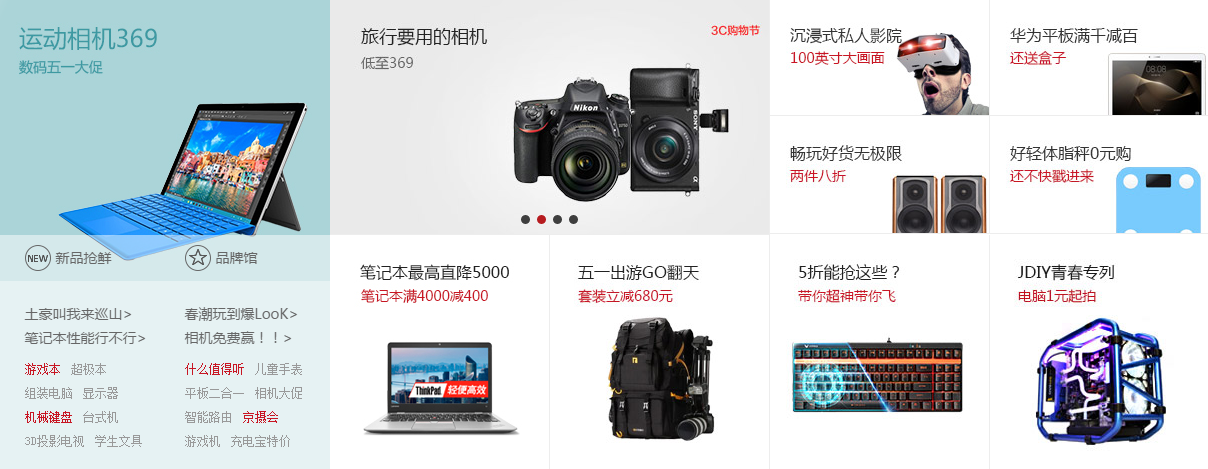 运动相机369
数码五一大促
NEW 新品抢鲜
品牌馆
土豪叫我来巡山>
笔记本性能行不行>
春潮玩到爆LooK>
相机免费赢！！>
游戏本 超极本
组装电脑 显示器
机械键盘 台式机
3D投影电视 学生文具
什么值得听 儿童手表
平板二合一 相机大促
智能路由 京摄会
游戏机 充电宝特价
旅行要用的相机
低至369
3C购物节
Nikon
SONY
沉浸式私人影院
100英寸大画面
华为平板满千减百
还送盒子
畅玩好货无极限
两件八折
好轻体脂秤0元购
还不快戳进来
笔记本最高直降5000
笔记本满4000减400
ThinkPad 轻便高效
五一出游GO翻天
套装立减680元
5折能抢这些？
带你超神带你飞
JDIY青春专列
电脑1元起拍